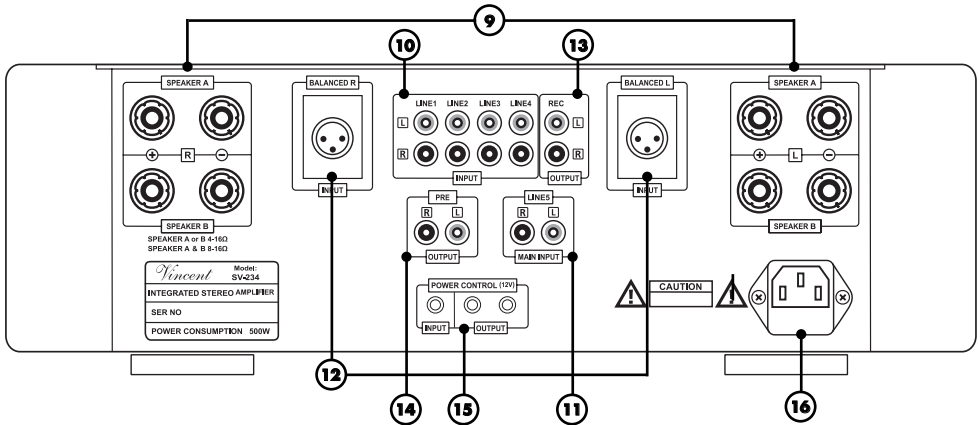 9
10
13
SPEAKER A
BALANCED R
LINE1 LINE2 LINE3 LINE4 REC
BALANCED L
SPEAKER A
L
L
+ R −
R
R
+ L −
INPUT
INPUT
OUTPUT
INPUT
PRE
LINE5
R L
R L
SPEAKER B
SPEAKER B
SPEAKER A or B 4-16Ω
SPEAKER A & B 8-16Ω
OUTPUT
MAIN INPUT
Vincent Model:
SV-234
INTEGRATED STEREO AMPLIFIER
SER NO
POWER CONSUMPTION 500W
POWER CONTROL (12V)
INPUT
OUTPUT
CAUTION
! !
12
14
15
11
16